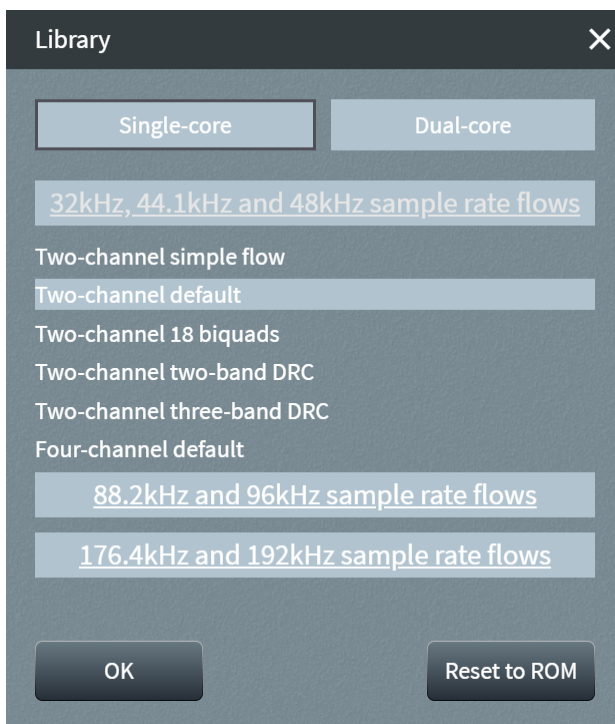 Library
Single-core Dual-core
32kHz, 44.1kHz and 48kHz sample rate flows
Two-channel simple flow
Two-channel default
Two-channel 18 biquads
Two-channel two-band DRC
Two-channel three-band DRC
Four-channel default
88.2kHz and 96kHz sample rate flows
176.4kHz and 192kHz sample rate flows
OK Reset to ROM